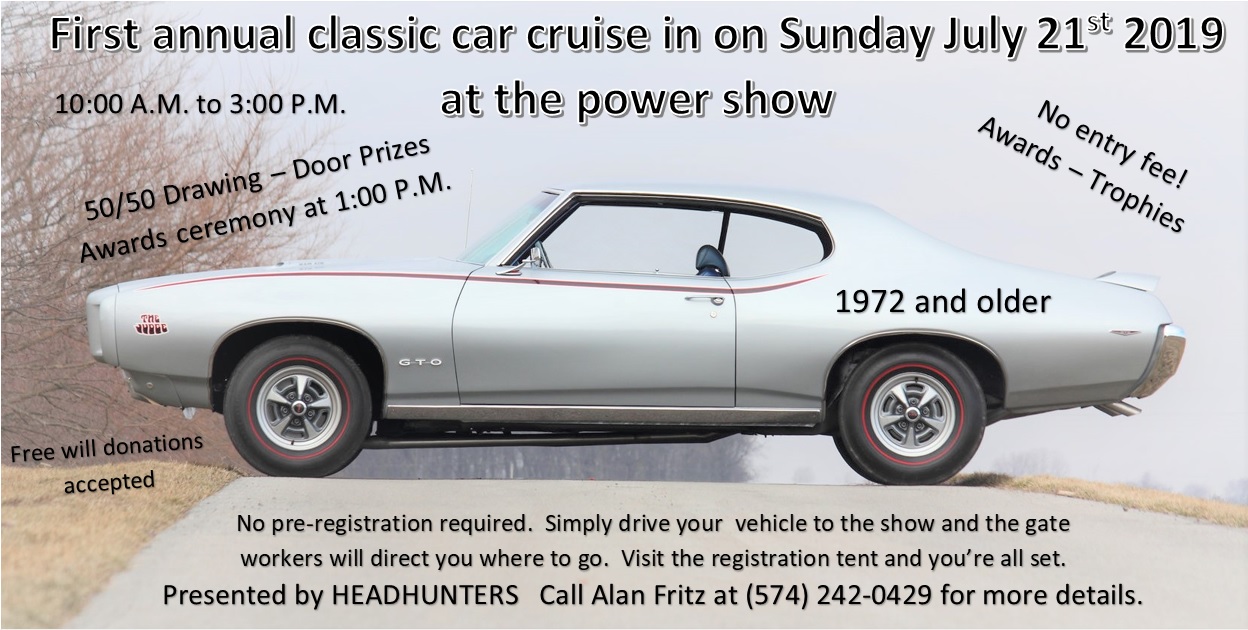 First annual classic car cruise in on Sunday July 21st 2019
at the power show
10:00 A.M. to 3:00 P.M.
50/50 Drawing – Door Prizes
Awards ceremony at 1:00 P.M.
No entry fee!
Awards – Trophies
1972 and older
THE
JUDGE
GTO
Free will donations
accepted
No pre-registration required.  Simply drive your  vehicle to the show and the gate
workers will direct you where to go.  Visit the registration tent and you’re all set.
Presented by HEADHUNTERS   Call Alan Fritz at (574) 242-0429 for more details.